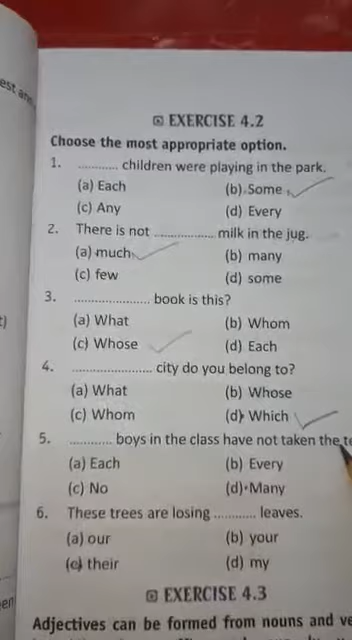 EXERCISE 4.2
Choose the most appropriate option.
1. ............ children were playing in the park.
(a) Each (b) Some
(c) Any (d) Every
2. There is not .................. milk in the jug.
(a) much (b) many
(c) few (d) some
3. ...................... book is this?
(a) What (b) Whom
(c) Whose (d) Each
4. ....................... city do you belong to?
(a) What (b) Whose
(c) Whom (d) Which
5. ............ boys in the class have not taken the
(a) Each (b) Every
(c) No (d) Many
6. These trees are losing ............ leaves.
(a) our (b) your
(c) their (d) my
EXERCISE 4.3
Adjectives can be formed from nouns and